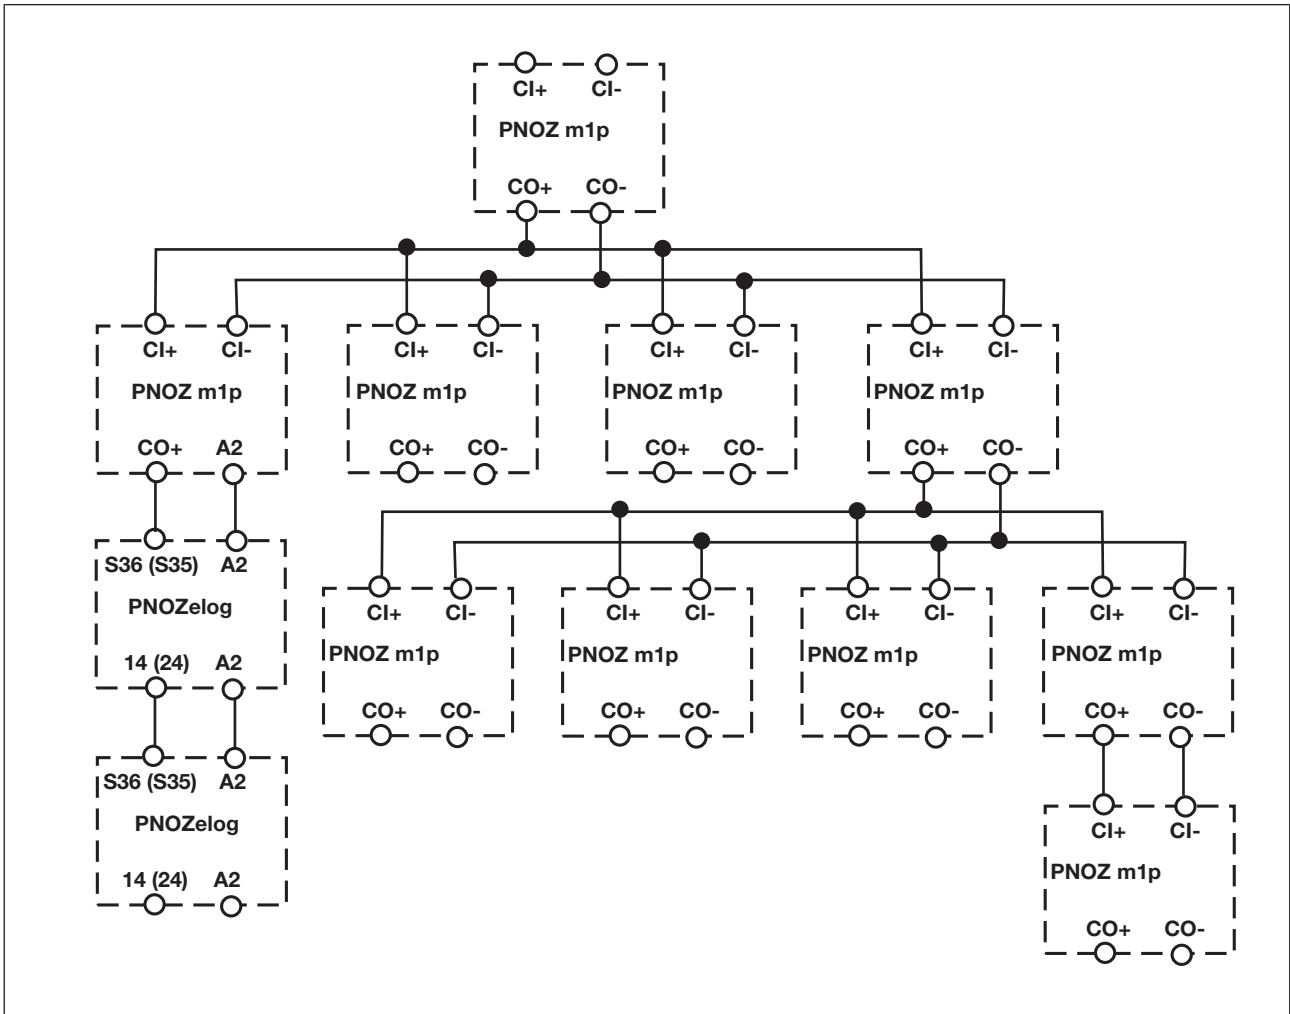 CI+ CI-
PNOZ m1p
CO+ CO-
CI+ CI- CI+ CI- CI+ CI- CI+ CI-
PNOZ m1p PNOZ m1p PNOZ m1p PNOZ m1p
CO+ A2 CO+ CO- CO+ CO- CO+ CO-
S36 (S35) A2
PNOZelog
14 (24) A2
CI+ CI- CI+ CI- CI+ CI- CI+ CI-
PNOZ m1p PNOZ m1p PNOZ m1p PNOZ m1p
CO+ CO- CO+ CO- CO+ CO- CO+ CO-
S36 (S35) A2
PNOZelog
14 (24) A2
CI+ CI-
PNOZ m1p
CO+ CO-